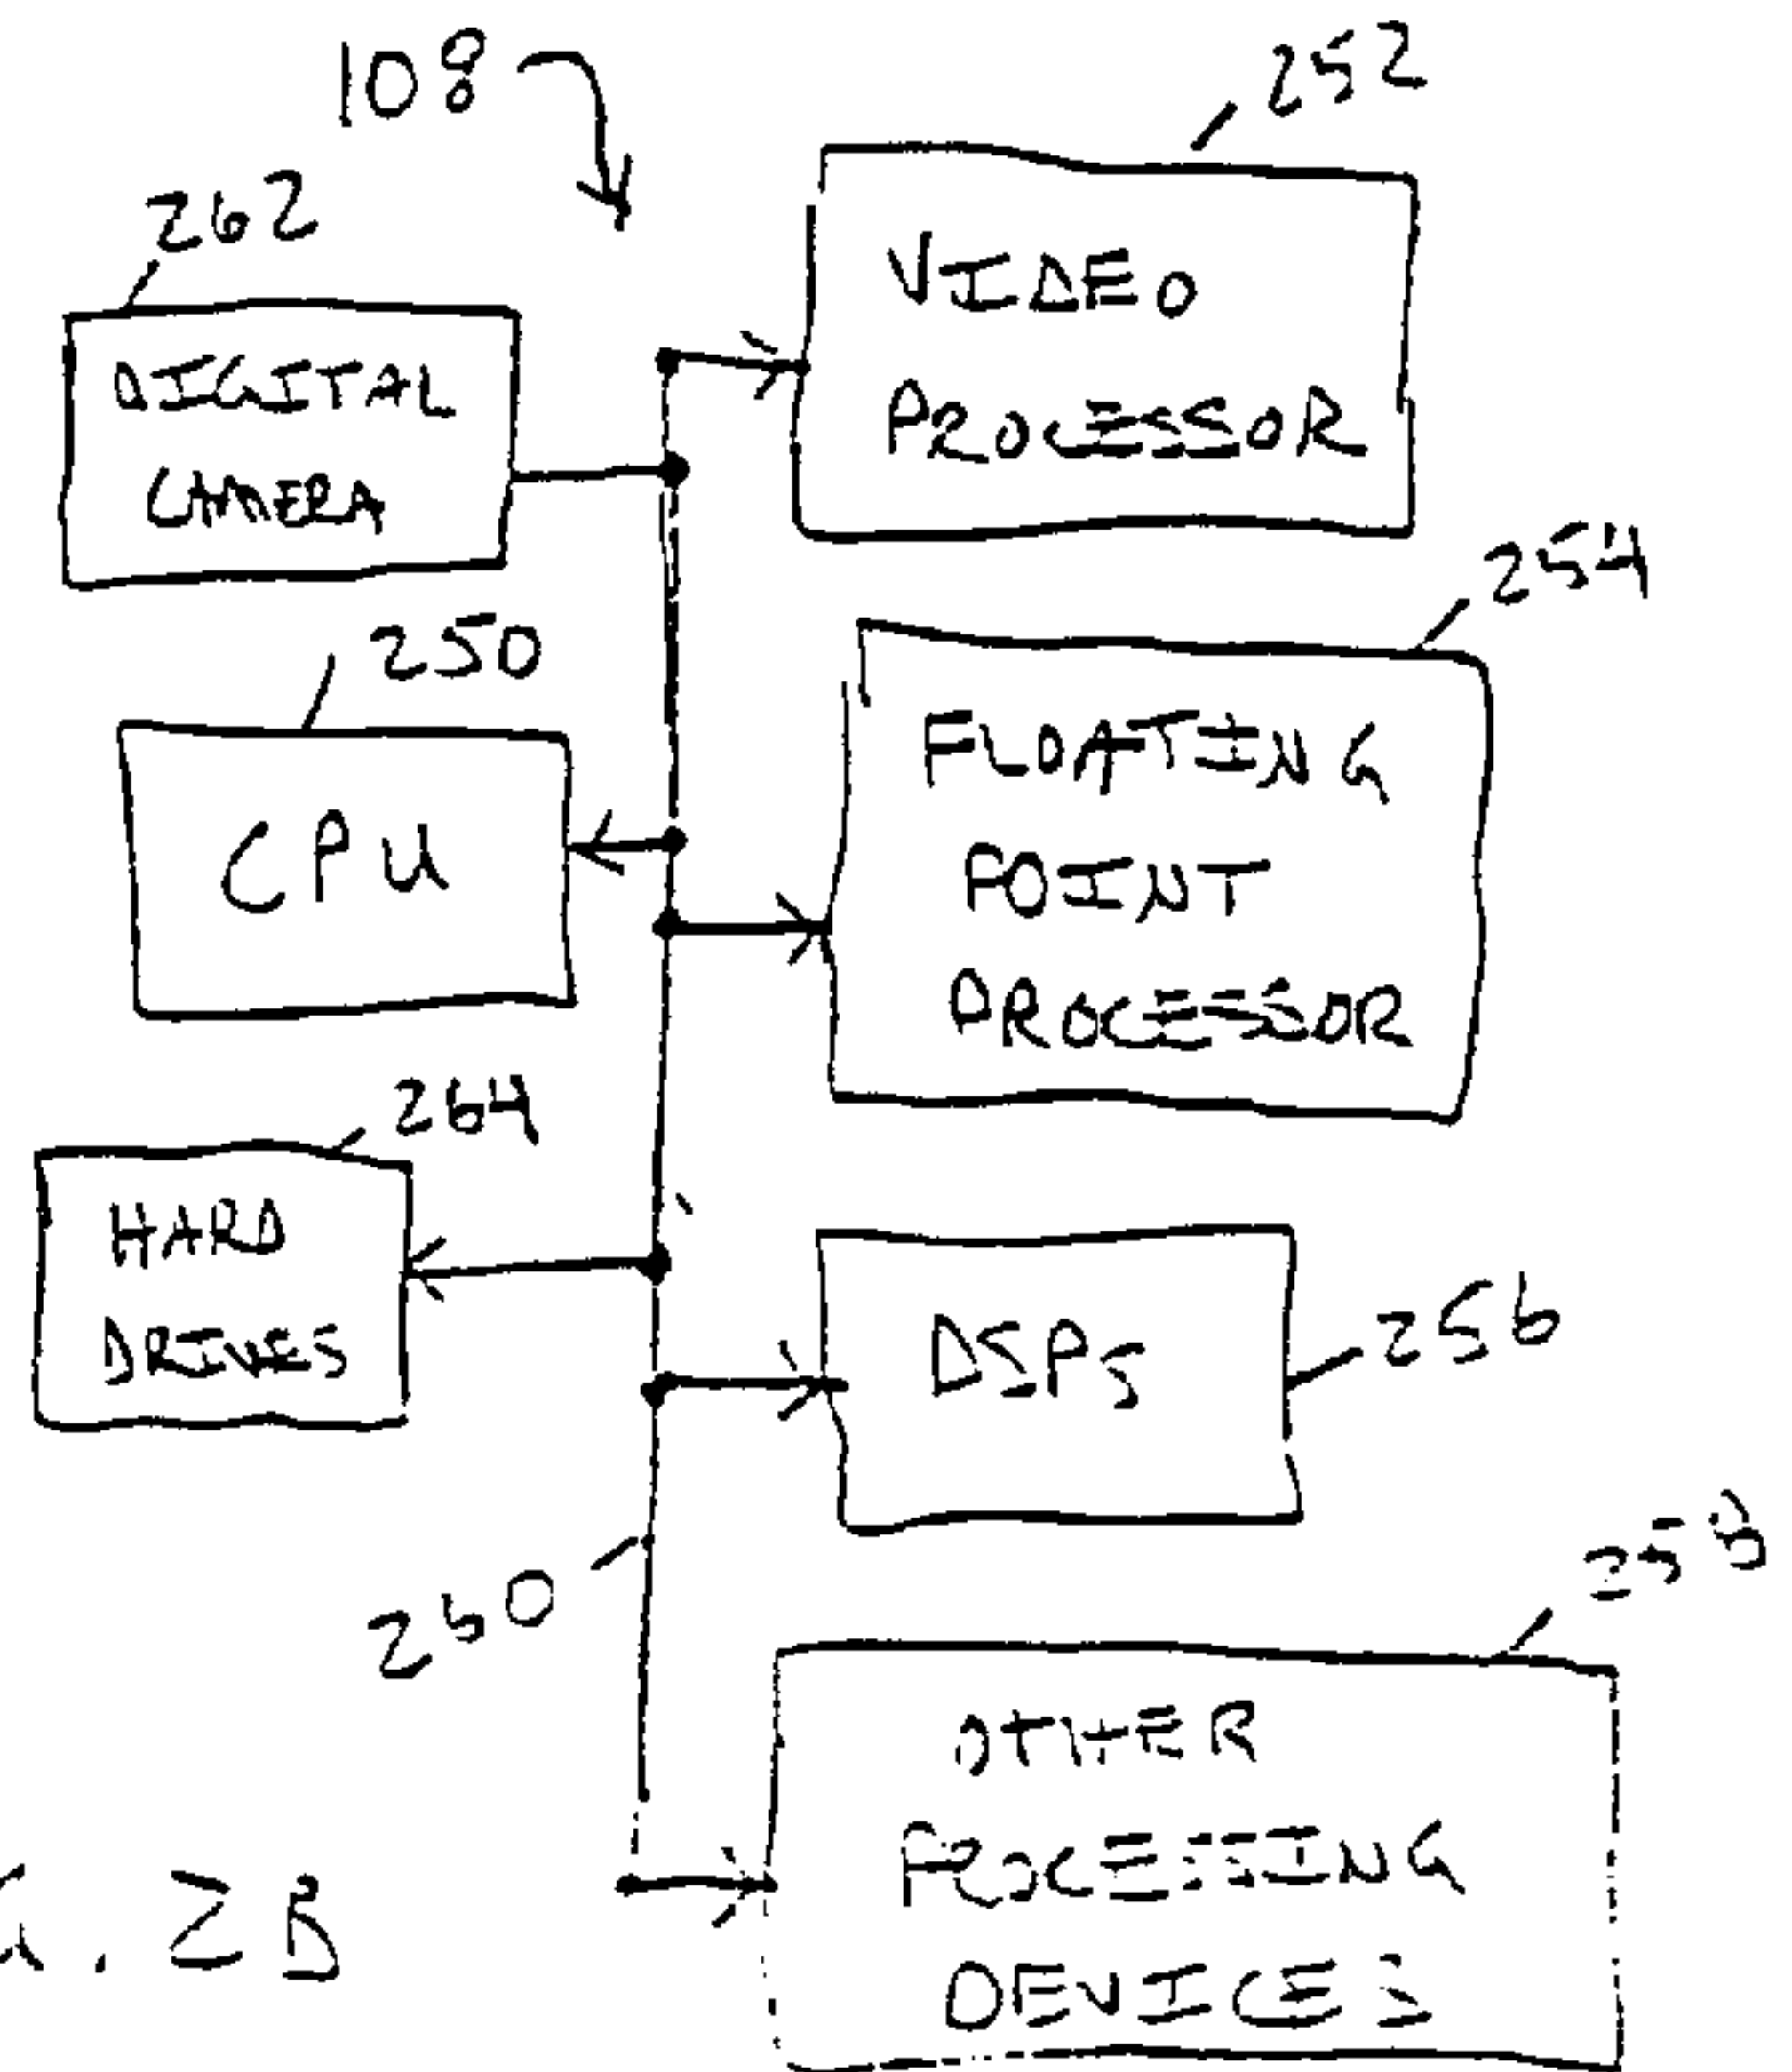 108
252
262
VIDEO
PROCESSOR
DIGITAL
CAMERA
254
250
FLOATING
POINT
PROCESSOR
CPU
264
HARD
DRIVES
DSPs
256
260
258
OTHER
PROCESSING
DEVICES
. 2B